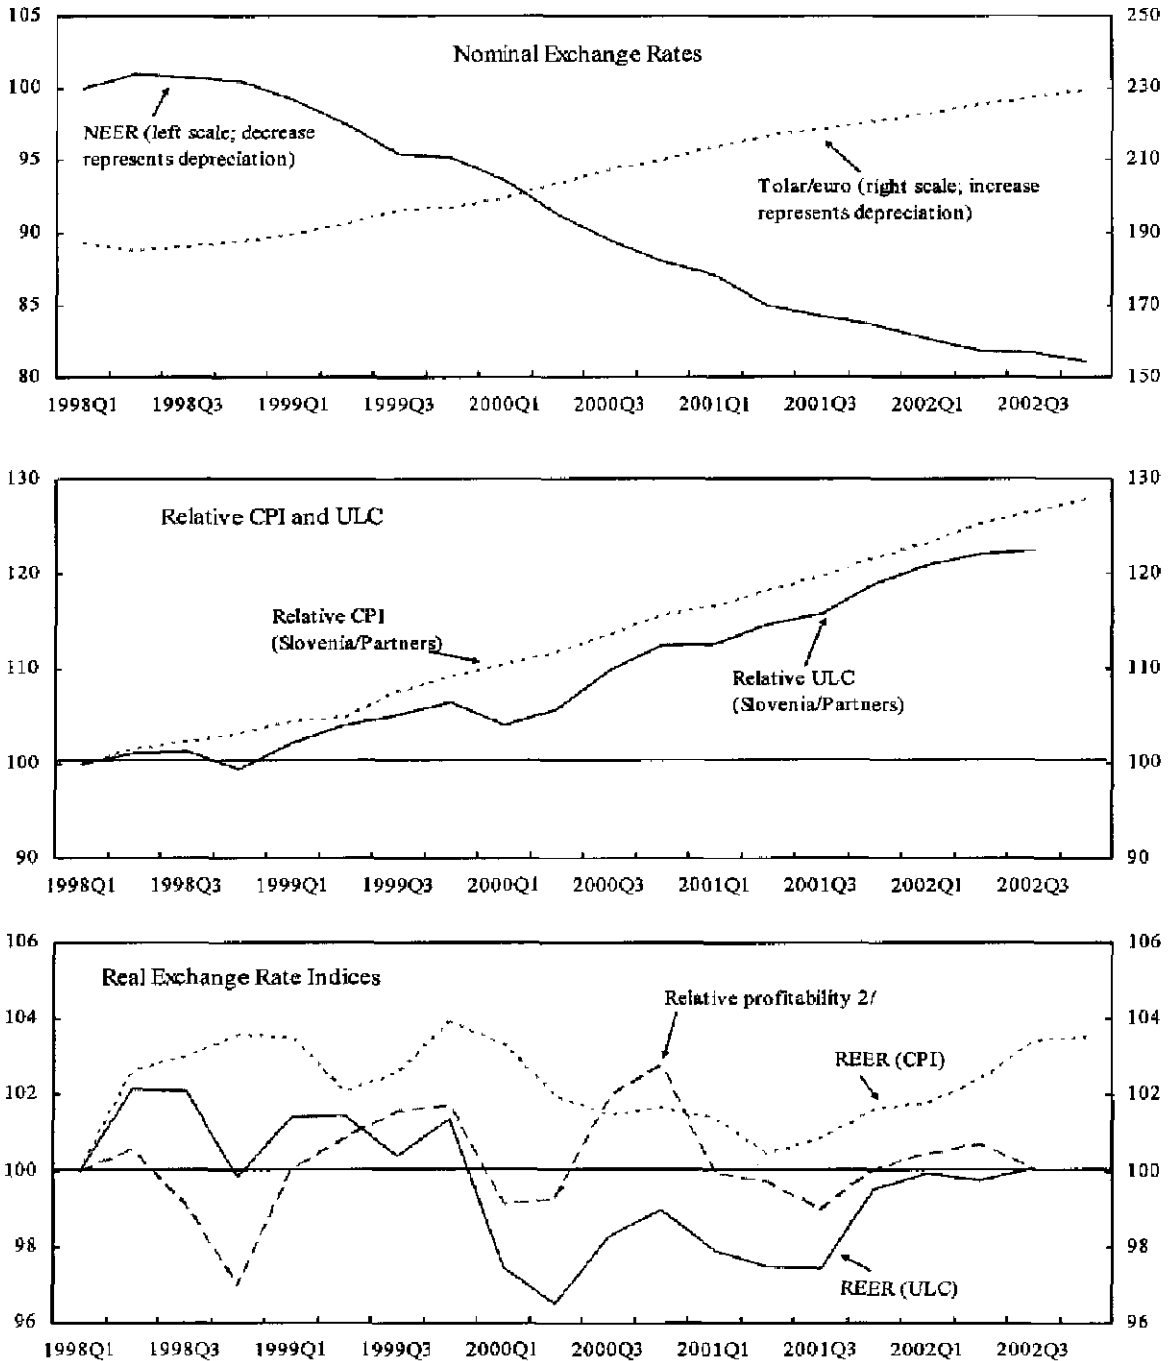 105
250
Nominal Exchange Rates
100
230
NEER (left scale; decrease
represents depreciation)
95
210
Tolar/euro (right scale; increase
represents depreciation)
90
190
85
170
80
150
1998Q1 1998Q3 1999Q1 1999Q3 2000Q1 2000Q3 2001Q1 2001Q3 2002Q1 2002Q3
130
130
Relative CPI and ULC
120
120
Relative CPI
(Slovenia/Partners)
110
110
Relative ULC
(Slovenia/Partners)
100
100
90
90
1998Q1 1998Q3 1999Q1 1999Q3 2000Q1 2000Q3 2001Q1 2001Q3 2002Q1 2002Q3
106
106
Real Exchange Rate Indices
Relative profitability 2/
104
104
REER (CPI)
102
102
100
100
98
98
REER (ULC)
96
96
1998Q1 1998Q3 1999Q1 1999Q3 2000Q1 2000Q3 2001Q1 2001Q3 2002Q1 2002Q3